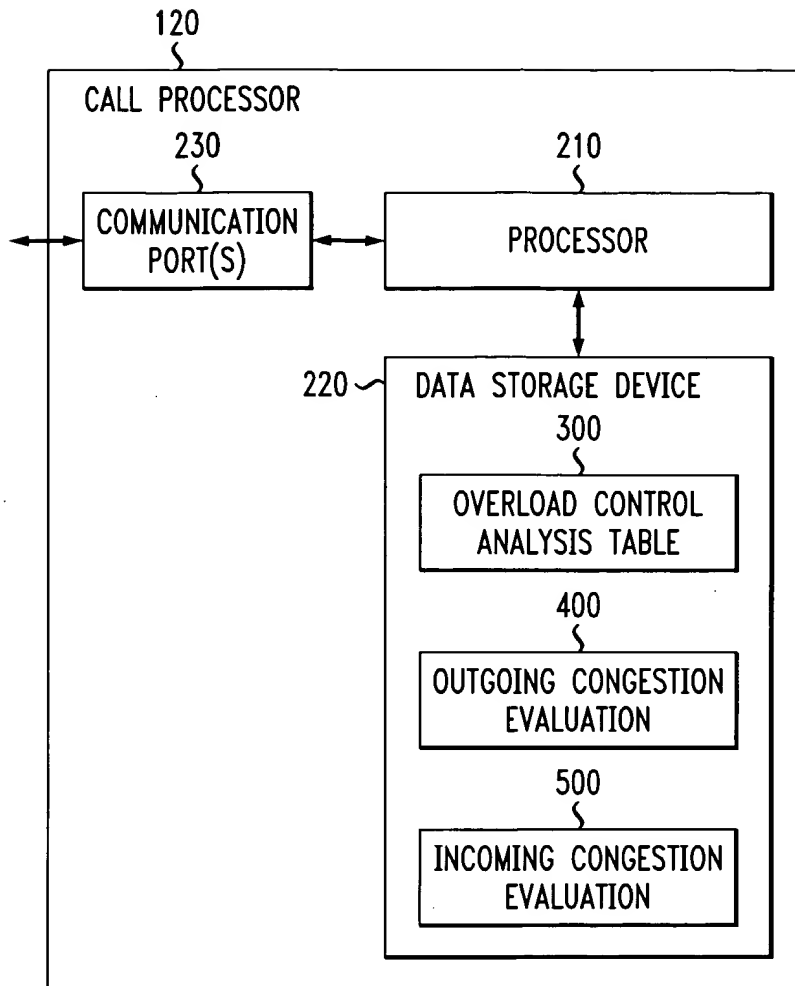 120
CALL PROCESSOR
230
210
COMMUNICATION
PORT(S)
PROCESSOR
220
DATA STORAGE DEVICE
300
OVERLOAD CONTROL
ANALYSIS TABLE
400
OUTGOING CONGESTION
EVALUATION
500
INCOMING CONGESTION
EVALUATION